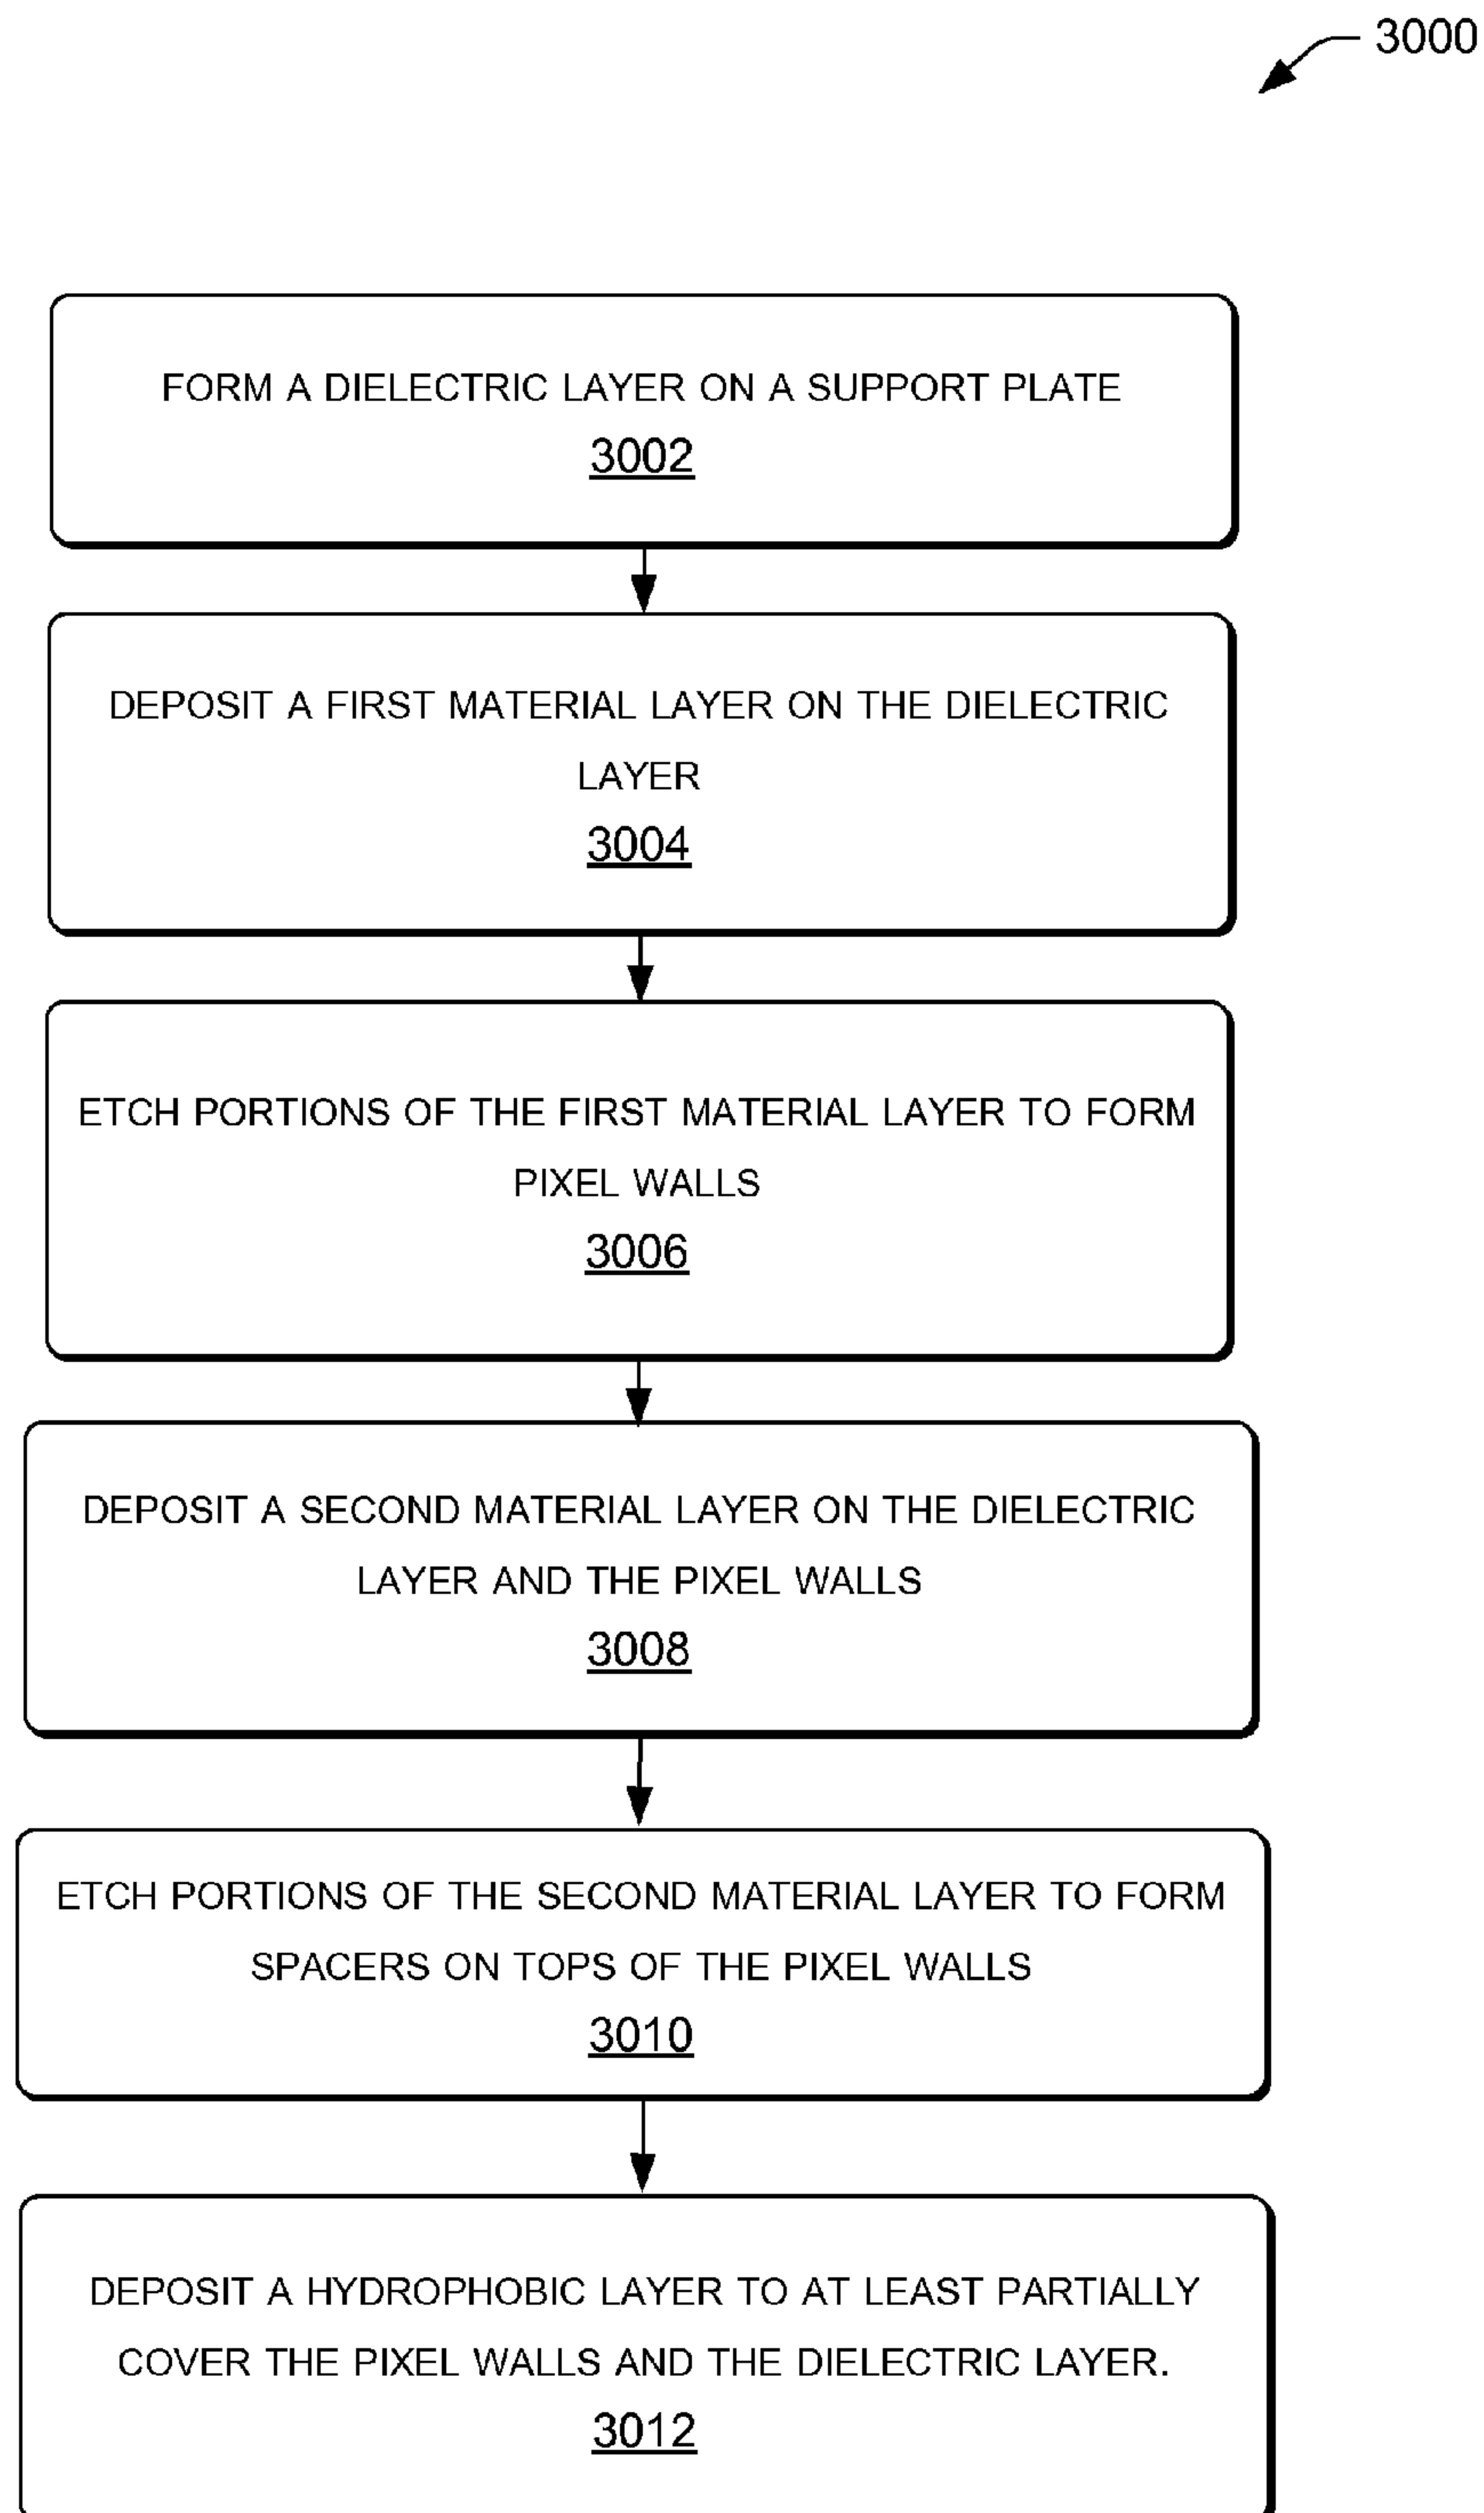 3000
FORM A DIELECTRIC LAYER ON A SUPPORT PLATE
3002
DEPOSIT A FIRST MATERIAL LAYER ON THE DIELECTRIC
LAYER
3004
ETCH PORTIONS OF THE FIRST MATERIAL LAYER TO FORM
PIXEL WALLS
3006
DEPOSIT A SECOND MATERIAL LAYER ON THE DIELECTRIC
LAYER AND THE PIXEL WALLS
3008
ETCH PORTIONS OF THE SECOND MATERIAL LAYER TO FORM
SPACERS ON TOPS OF THE PIXEL WALLS
3010
DEPOSIT A HYDROPHOBIC LAYER TO AT LEAST PARTIALLY
COVER THE PIXEL WALLS AND THE DIELECTRIC LAYER.
3012